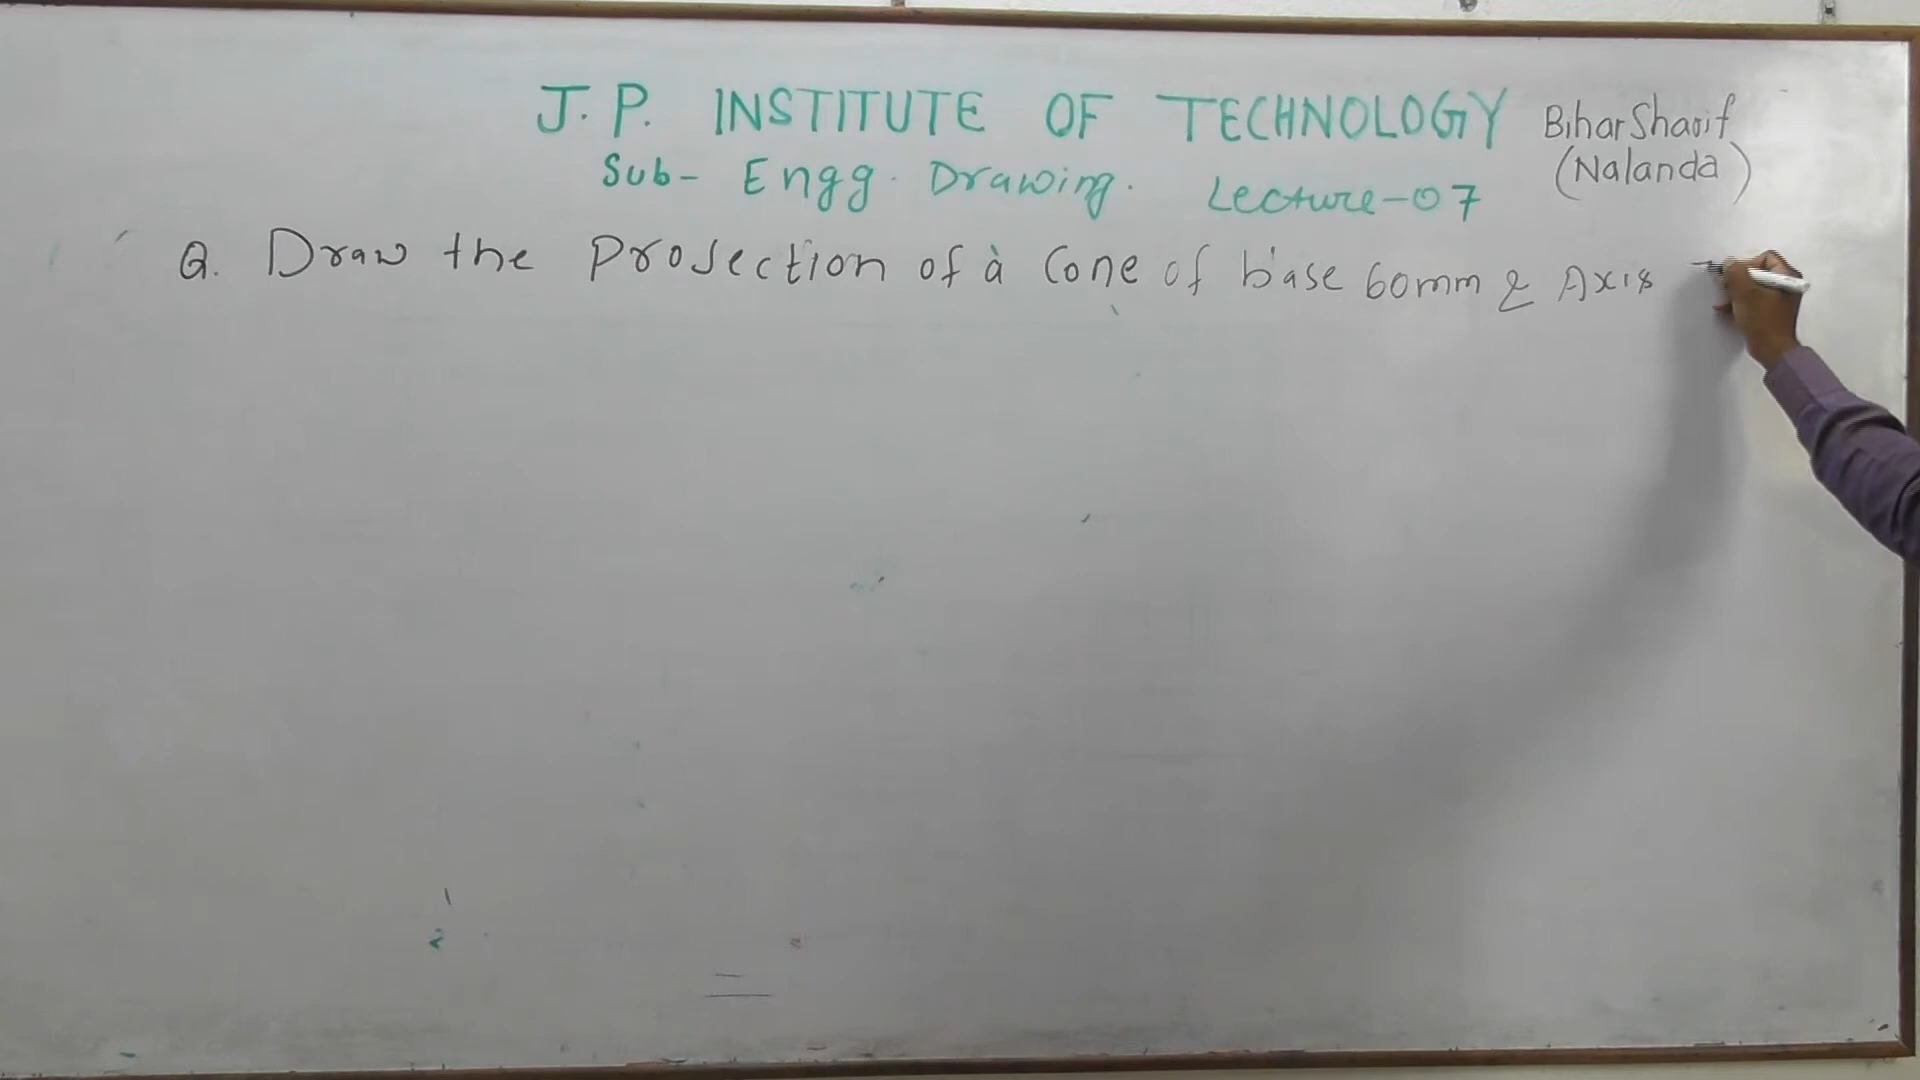 J.P. INSTITUTE OF TECHNOLOGY BiharSharif
(Nalanda)
Sub- Engg. Drawing. Lecture-07
Q. Draw the Projection of a Cone of base 60mm & Axis